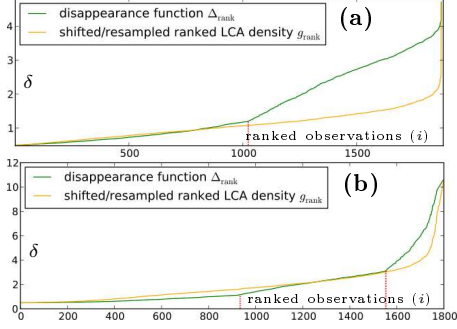 (a)
disappearance function Δrank
shifted/resampled ranked LCA density grank
δ
4
3
2
1
ranked observations (i)
500
1000
1500
(b)
disappearance function Δrank
shifted/resampled ranked LCA density grank
δ
12
10
8
6
4
2
0
ranked observations (i)
0 200 400 600 800 1000 1200 1400 1600 1800